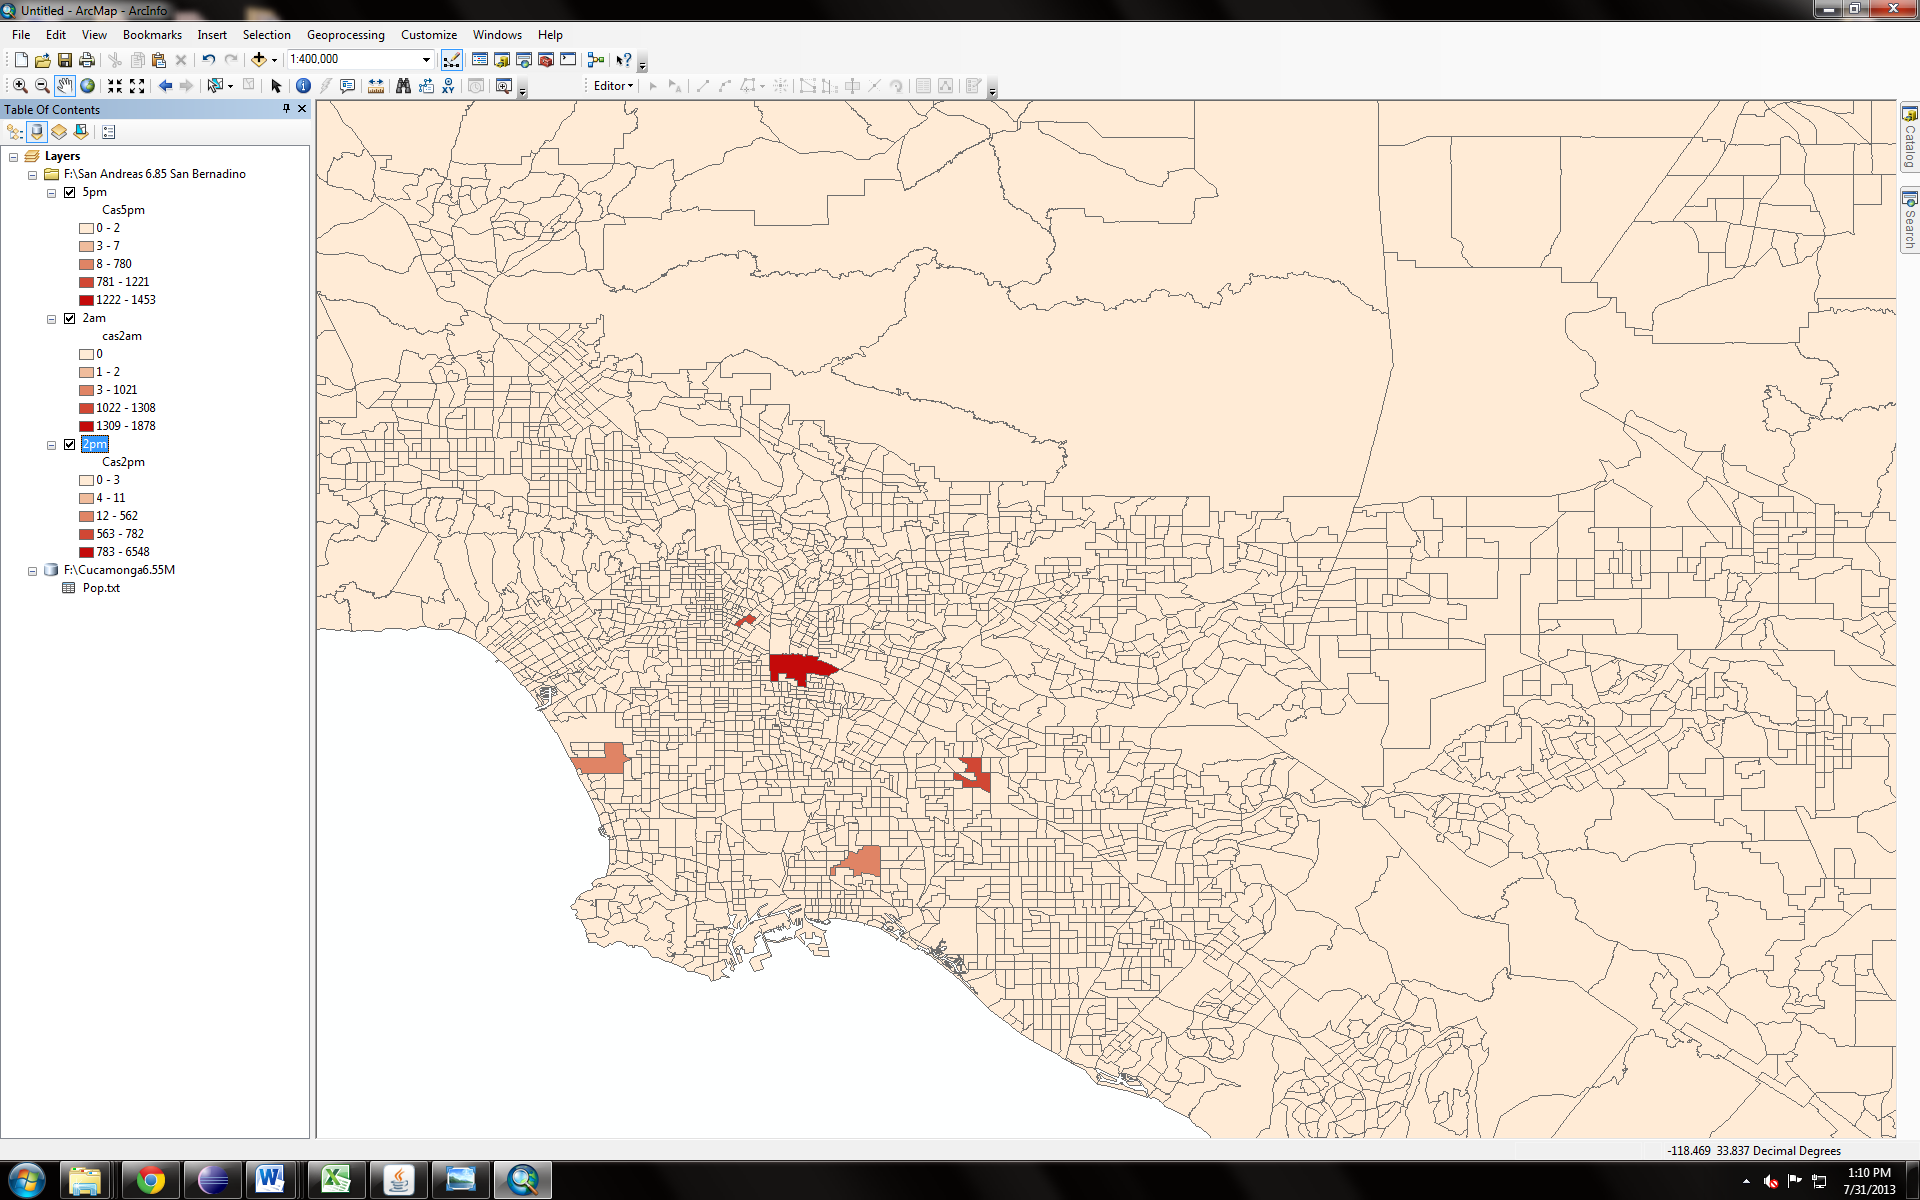 Untitled - ArcMap - ArcInfo
File Edit View Bookmarks Insert Selection Geoprocessing Customize Windows Help
1:400,000
Editor
Table Of Contents
Layers
F:\San Andreas 6.85 San Bernadino
5pm
Cas5pm
0 - 2
3 - 7
8 - 780
781 - 1221
1222 - 1453
2am
cas2am
0
1 - 2
3 - 1021
1022 - 1308
1309 - 1878
2pm
Cas2pm
0 - 3
4 - 11
12 - 562
563 - 782
783 - 6548
F:\Cucamonga6.55M
Pop.txt
Catalog
Search
-118.469 33.837 Decimal Degrees
1:10 PM
7/31/2013